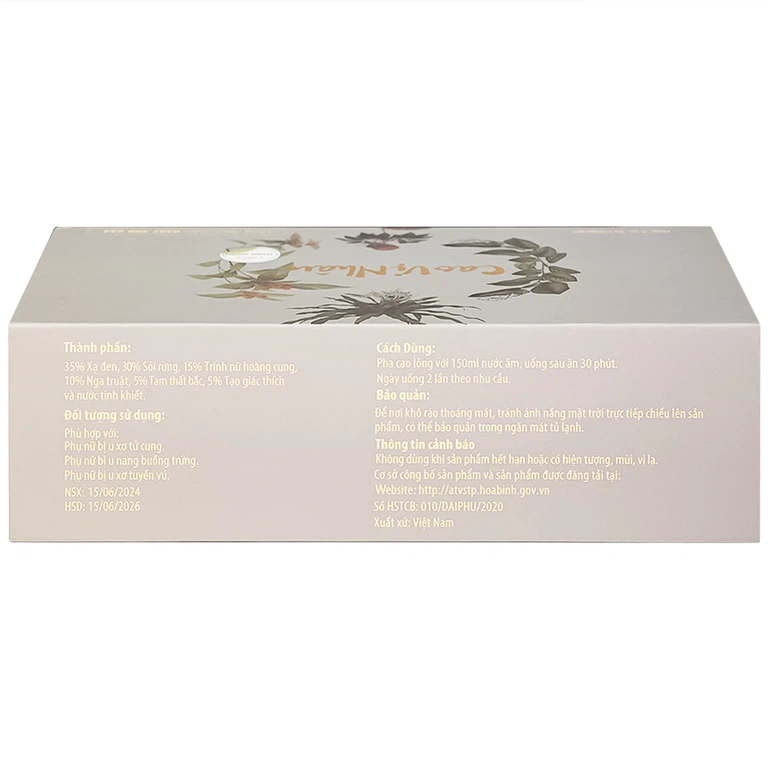 Cao Vị Nhân
Thành phần:
35% Xạ đen, 30% Sói rừng, 15% Trinh nữ hoàng cung,
10% Nga truật, 5% Tam thất bắc, 5% Tạo giác thích
và nước tinh khiết.
Đối tượng sử dụng:
Phù hợp với:
Phụ nữ bị u xơ tử cung.
Phụ nữ bị u nang buồng trứng.
Phụ nữ bị u xơ tuyến vú.
NSX: 15/06/2024
HSD: 15/06/2026
Cách Dùng:
Pha cao lỏng với 150ml nước ấm, uống sau ăn 30 phút.
Ngày uống 2 lần theo nhu cầu.
Bảo quản:
Để nơi khô ráo thoáng mát, tránh ánh nắng mặt trời trực tiếp chiếu lên sản
phẩm, có thể bảo quản trong ngăn mát tủ lạnh.
Thông tin cảnh báo
Không dùng khi sản phẩm hết hạn hoặc có hiện tượng, mùi, vị lạ.
Cơ sở công bố sản phẩm và sản phẩm được đăng tải tại:
Website: http://atvstp.hoabinh.gov.vn
Số HSTCB: 010/DAIPHU/2020
Xuất xứ: Việt Nam